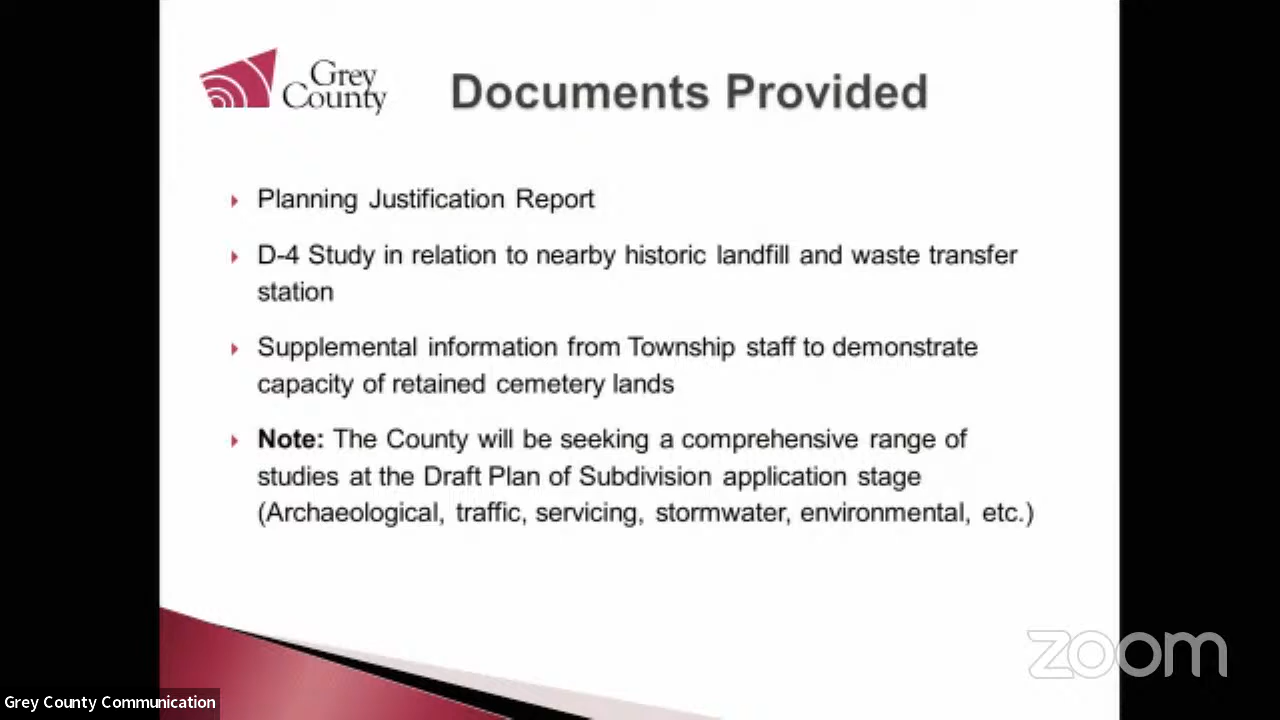 Grey
County
Documents Provided
Planning Justification Report
D-4 Study in relation to nearby historic landfill and waste transfer
station
Supplemental information from Township staff to demonstrate
capacity of retained cemetery lands
Note: The County will be seeking a comprehensive range of
studies at the Draft Plan of Subdivision application stage
(Archaeological, traffic, servicing, stormwater, environmental, etc.)
zoom
Grey County Communication